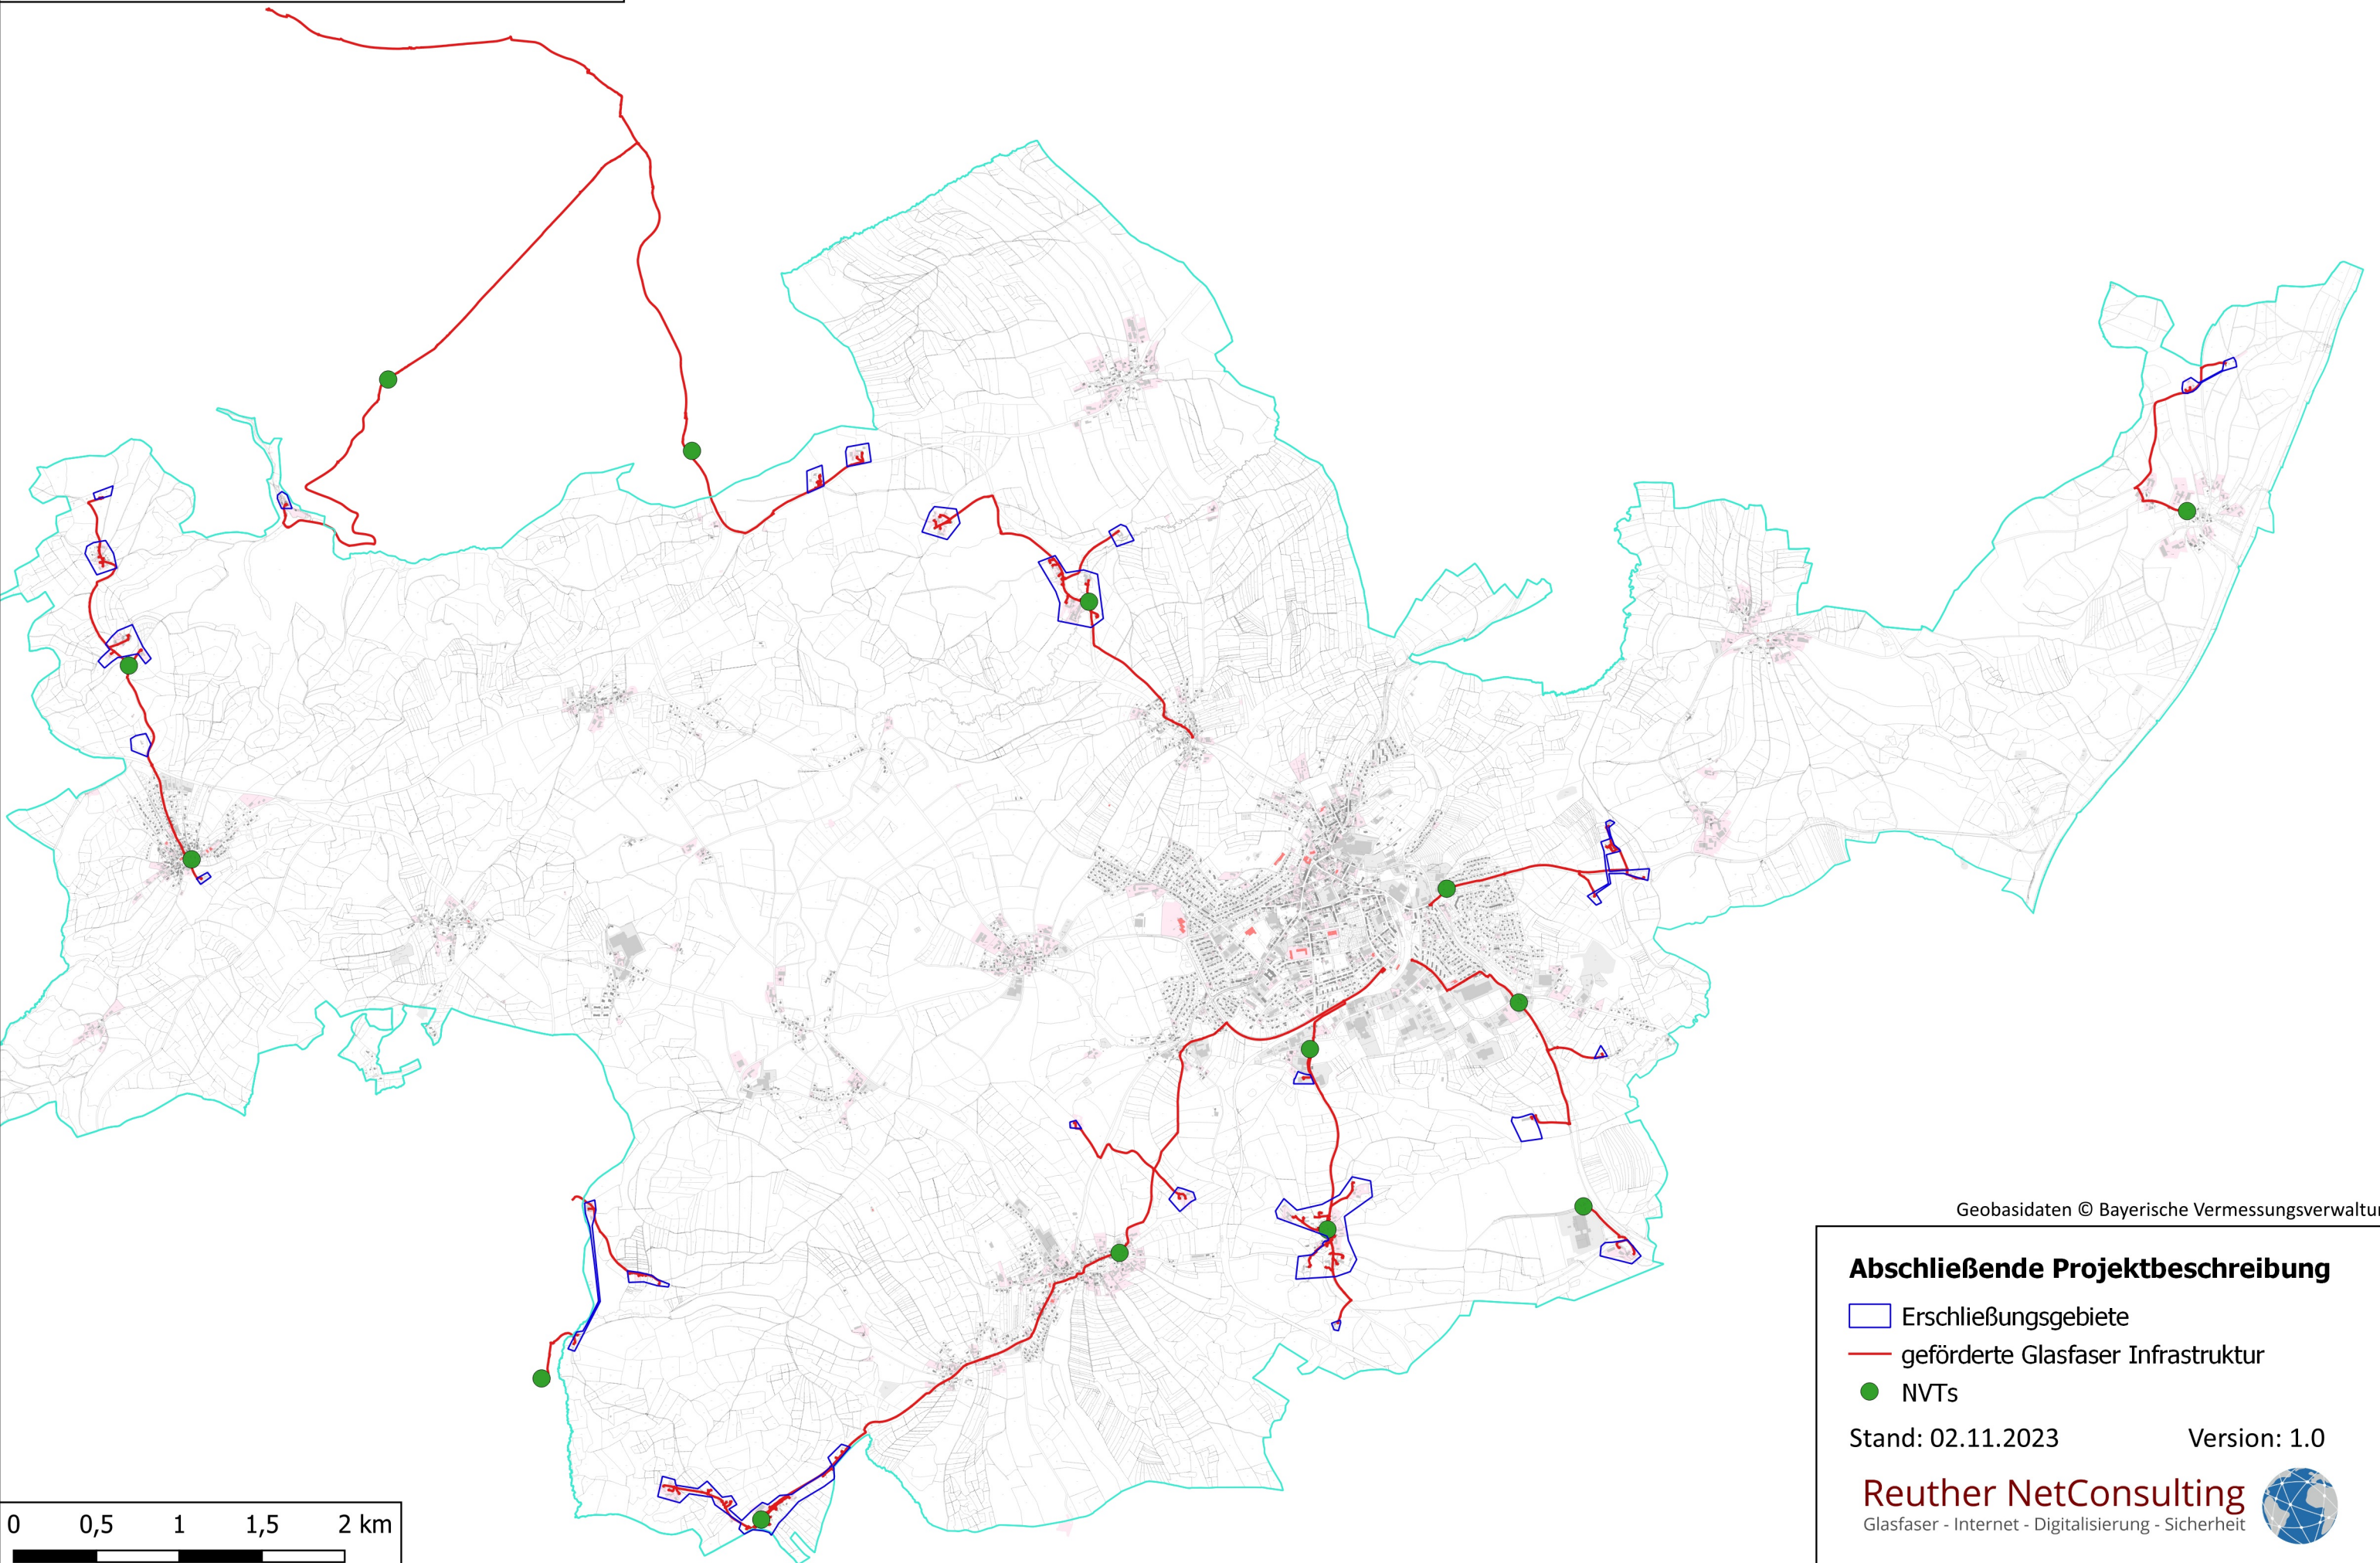 Geobasidaten © Bayerische Vermessungsverwaltu
Abschließende Projektbeschreibung
Erschließungsgebiete
geförderte Glasfaser Infrastruktur
NVTs
Stand: 02.11.2023 Version: 1.0
Reuther NetConsulting
Glasfaser - Internet - Digitalisierung - Sicherheit
0 0,5 1 1,5 2 km